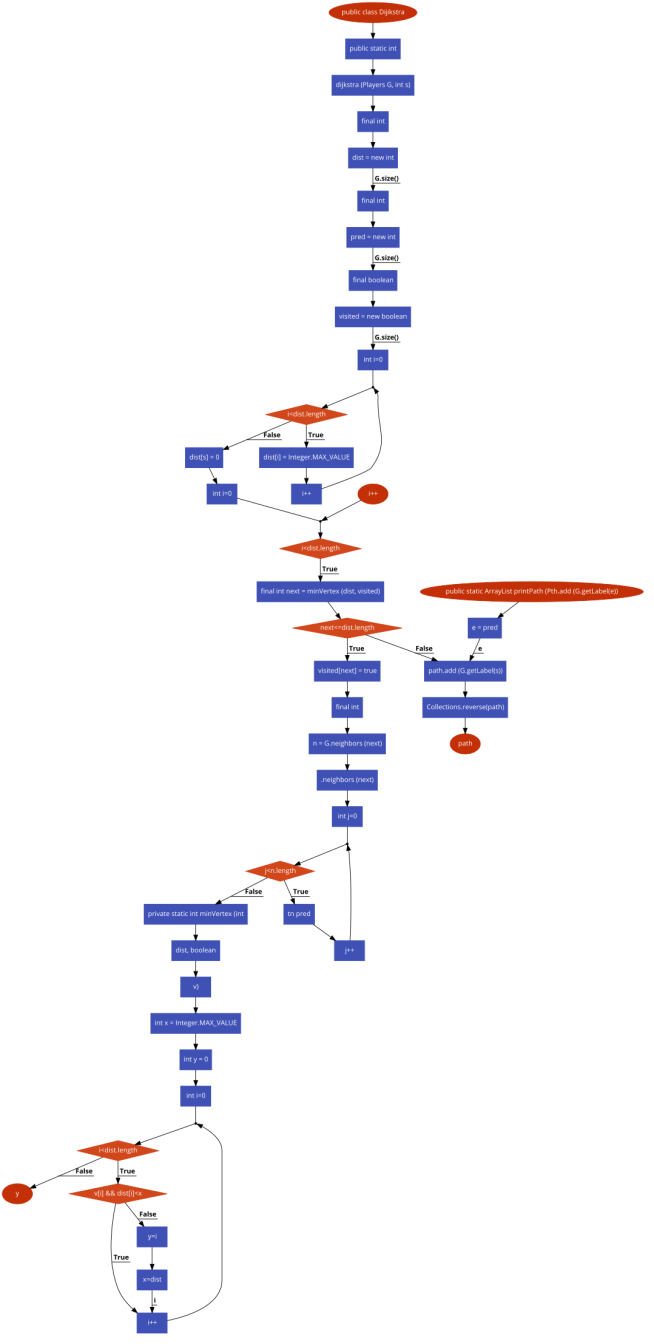 public class Dijikstra
public static int
dijkstra (Players G, int s)
final int
dist = new int
G.size()
final int
pred = new int
G.size()
final boolean
visited = new boolean
G.size()
int i=0
i<dist.length
False
True
dist[s] = 0
dist[i] = Integer.MAX_VALUE
int i=0
i++
i++
i<dist.length
True
final int next = minVertex (dist, visited)
public static ArrayList printPath (Pth.add (G.getLabel(e))
next<=dist.length
e = pred
True
False
e
visited[next] = true
path.add (G.getLabel(s))
final int
Collections.reverse(path)
n = G.neighbors (next)
path
.neighbors (next)
int j=0
j<n.length
False
True
private static int minVertex (int
tn pred
dist, boolean
j++
v)
int x = Integer.MAX_VALUE
int y = 0
int i=0
i<dist.length
False
True
y
v[i] && dist[i]<x
False
y=i
True
x=dist
i
i++